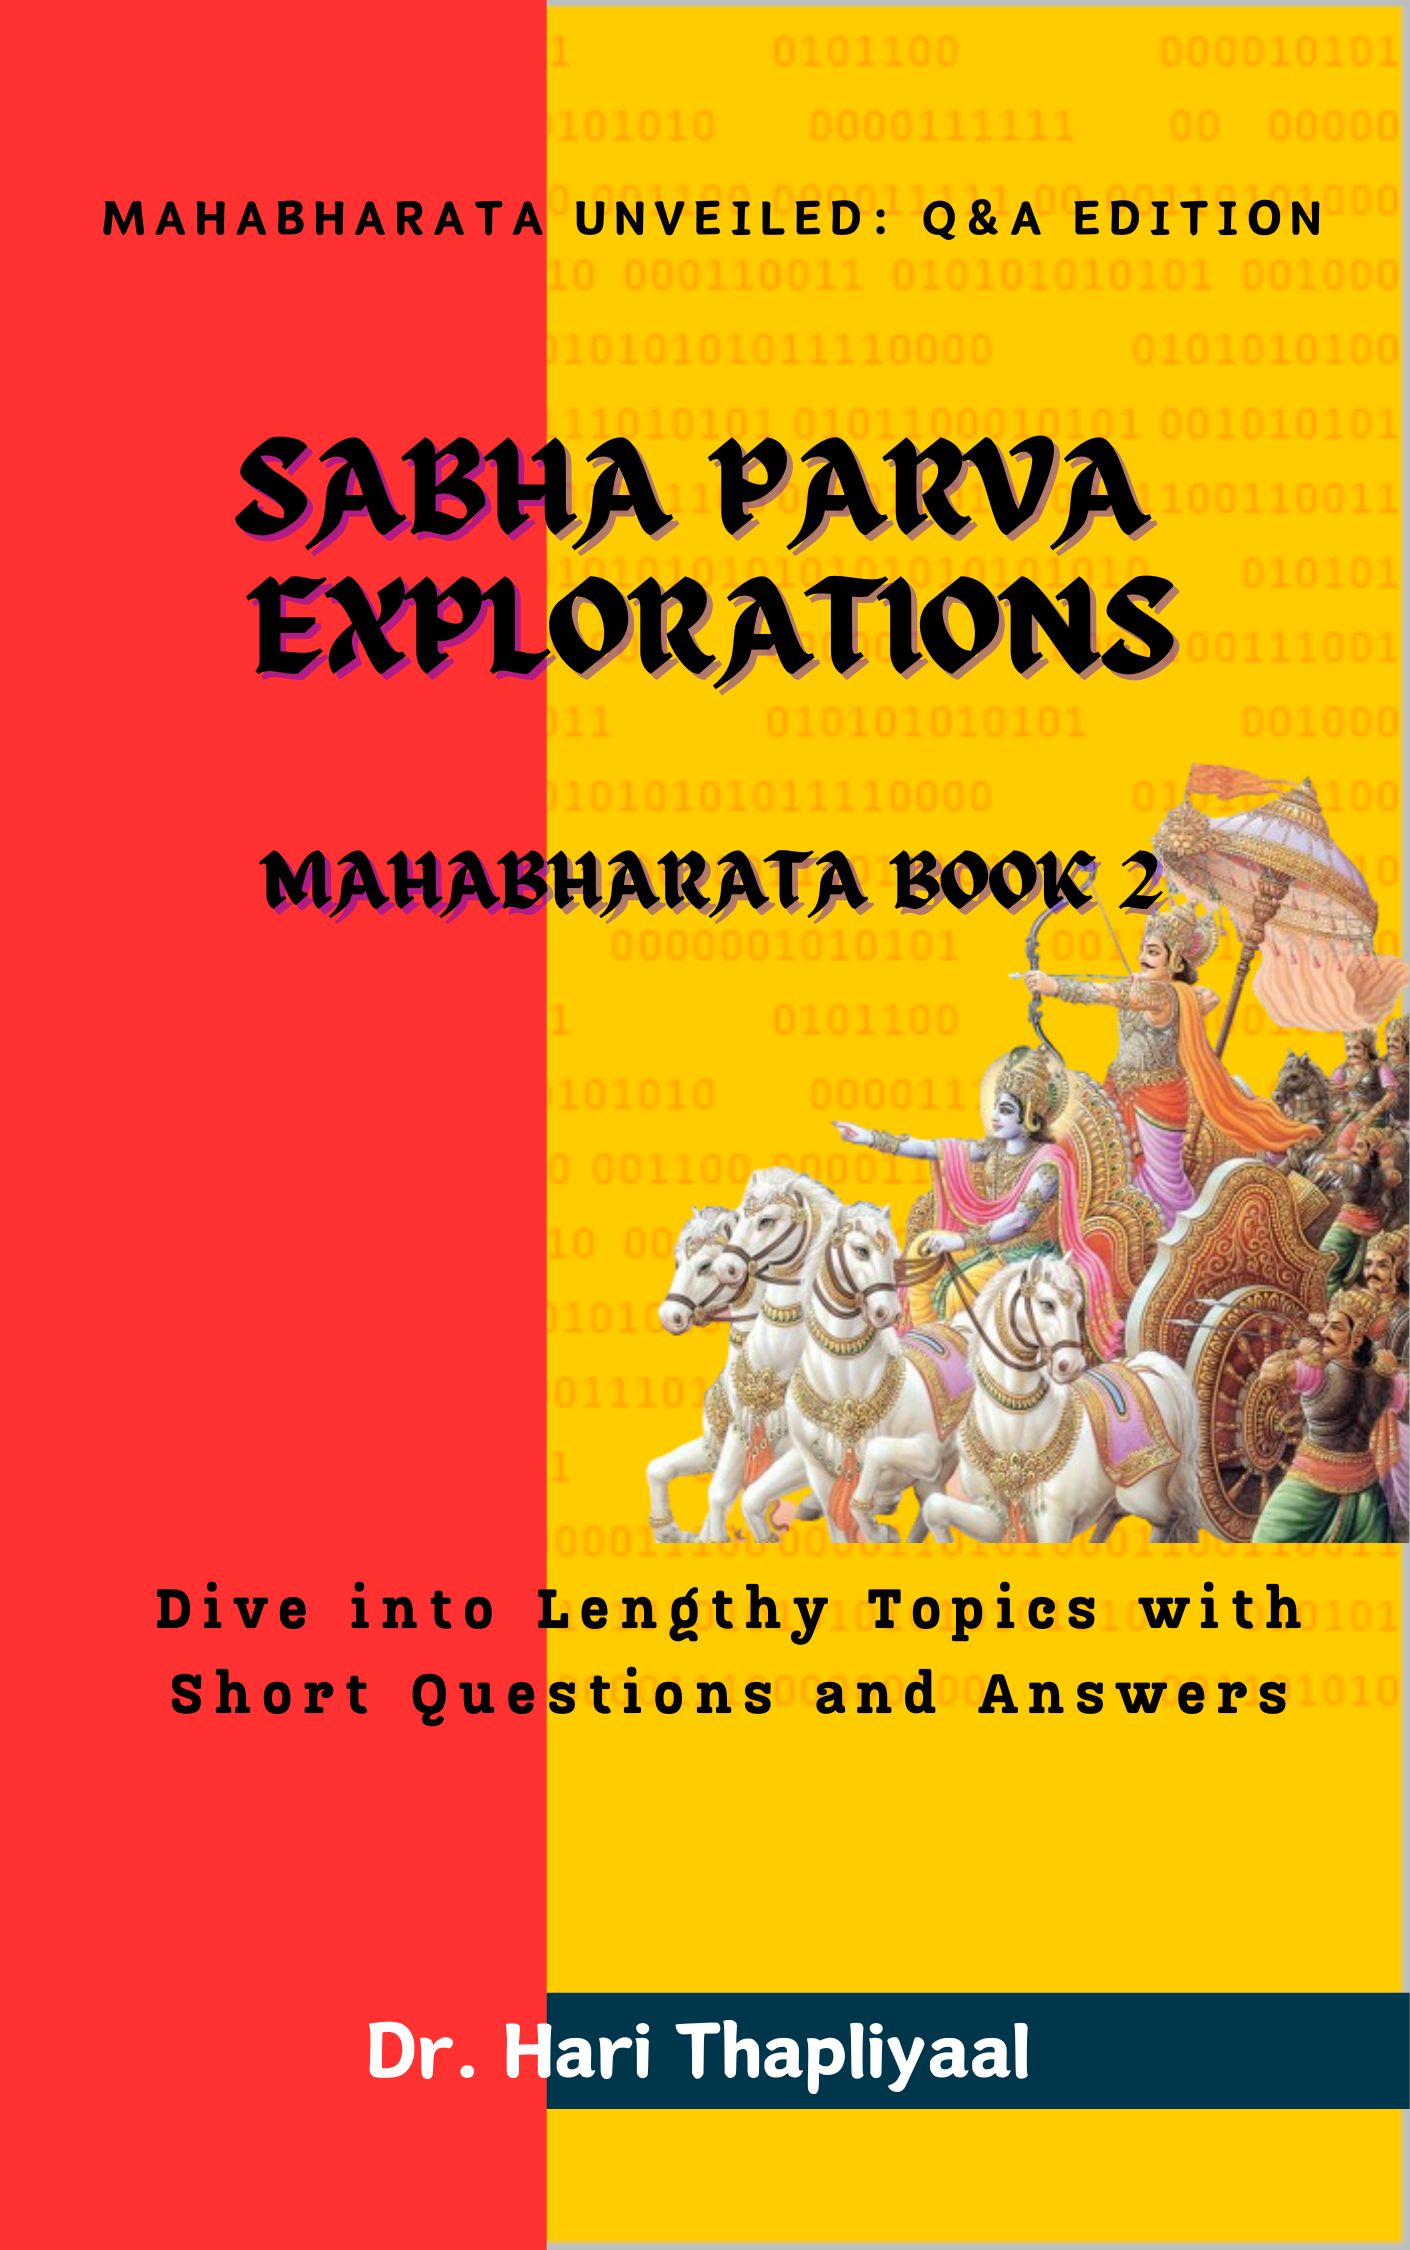 MAHABHARATA UNVEILED: Q&A EDITION
SABHA PARVA
EXPLORATIONS
MAHABHARATA BOOK 2
Dive into Lengthy Topics with
Short Questions and Answers
Dr. Hari Thapliyaal